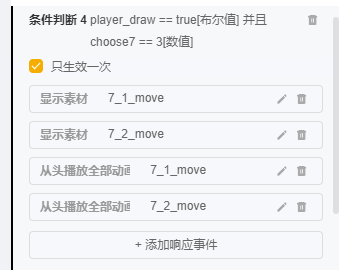 条件判断 4 player_draw == true[布尔值] 并且
choose7 == 3[数值]
只生效一次
显示素材 7_1_move
显示素材 7_2_move
从头播放全部动画 7_1_move
从头播放全部动画 7_2_move
+ 添加响应事件